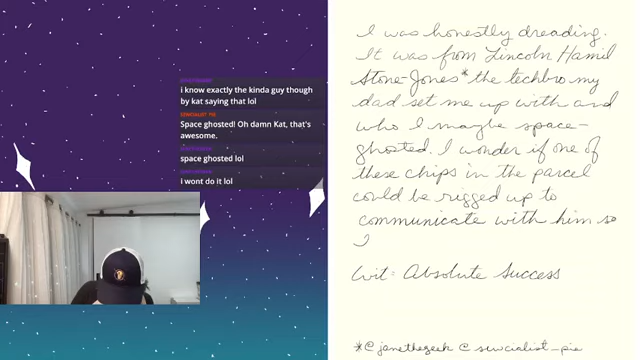 i know exactly the kinda guy though
by kat saying that lol
Space ghosted! Oh damn Kat, that's
awesome.
space ghosted lol
i wont do it lol
I was honestly dreading.
It was from Lincoln Hamil
Stone-Jones* the techbro my
dad set me up with and
who I maybe space-
ghosted. I wonder if one of
these chips in the parcel
could be rigged up to
communicate with him so
I
Wit: Absolute Success
*@janethegeek @